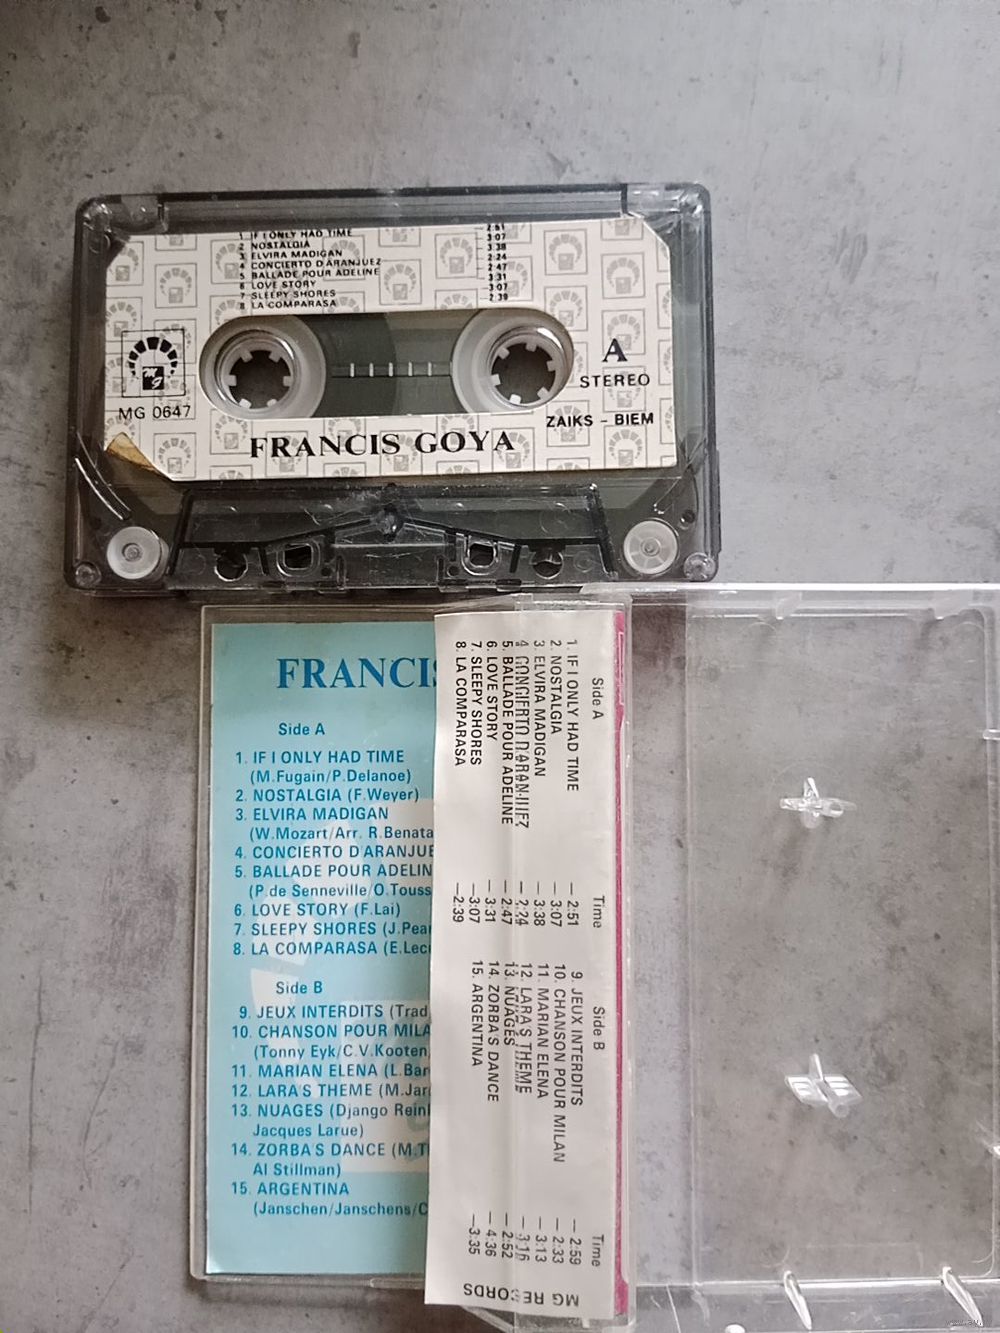 1 IF I ONLY HAD TIME 2:51
2 NOSTALGIA 3:07
3 ELVIRA MADIGAN 3:38
4 CONCIERTO D'ARANJUEZ 2:24
5 BALLADE POUR ADELINE 2:47
6 LOVE STORY 3:31
7 SLEEPY SHORES 3:07
8 LA COMPARASA 2:39
MG
MG 0647
A
STEREO
ZAIKS - BIEM
FRANCIS GOYA
FRANCIS
Side A
1. IF I ONLY HAD TIME
(M.Fugain/P.Delanoe)
2. NOSTALGIA (F.Weyer)
3. ELVIRA MADIGAN
(W.Mozart/Arr. R.Benata
4. CONCIERTO D'ARANJUE
5. BALLADE POUR ADELIN
(P.de Senneville/O.Touss
6. LOVE STORY (F.Lai)
7. SLEEPY SHORES (J.Pear
8. LA COMPARASA (E.Lec
Side B
9. JEUX INTERDITS (Trad
10. CHANSON POUR MILA
(Tonny Eyk/C.V.Kooten,
11. MARIAN ELENA (L.Bar
12. LARA'S THEME (M.Jar
13. NUAGES (Django Rein
Jacques Larue)
14. ZORBA'S DANCE (M.T
Al Stillman)
15. ARGENTINA
(Janschen/Janschens/C
Side A Time
1. IF I ONLY HAD TIME —2:51
2. NOSTALGIA —3:07
3. ELVIRA MADIGAN —3:38
4. CONCIERTO D'ARANJUEZ —2:24
5. BALLADE POUR ADELINE —2:47
6. LOVE STORY —3:31
7. SLEEPY SHORES —3:07
8. LA COMPARASA —2:39
Side B Time
9. JEUX INTERDITS —2:59
10. CHANSON POUR MILAN —2:33
11. MARIAN ELENA —3:13
12. LARA'S THEME —3:16
13. NUAGES —2:52
14. ZORBA'S DANCE —4:36
15. ARGENTINA —3:35
MG RECORDS